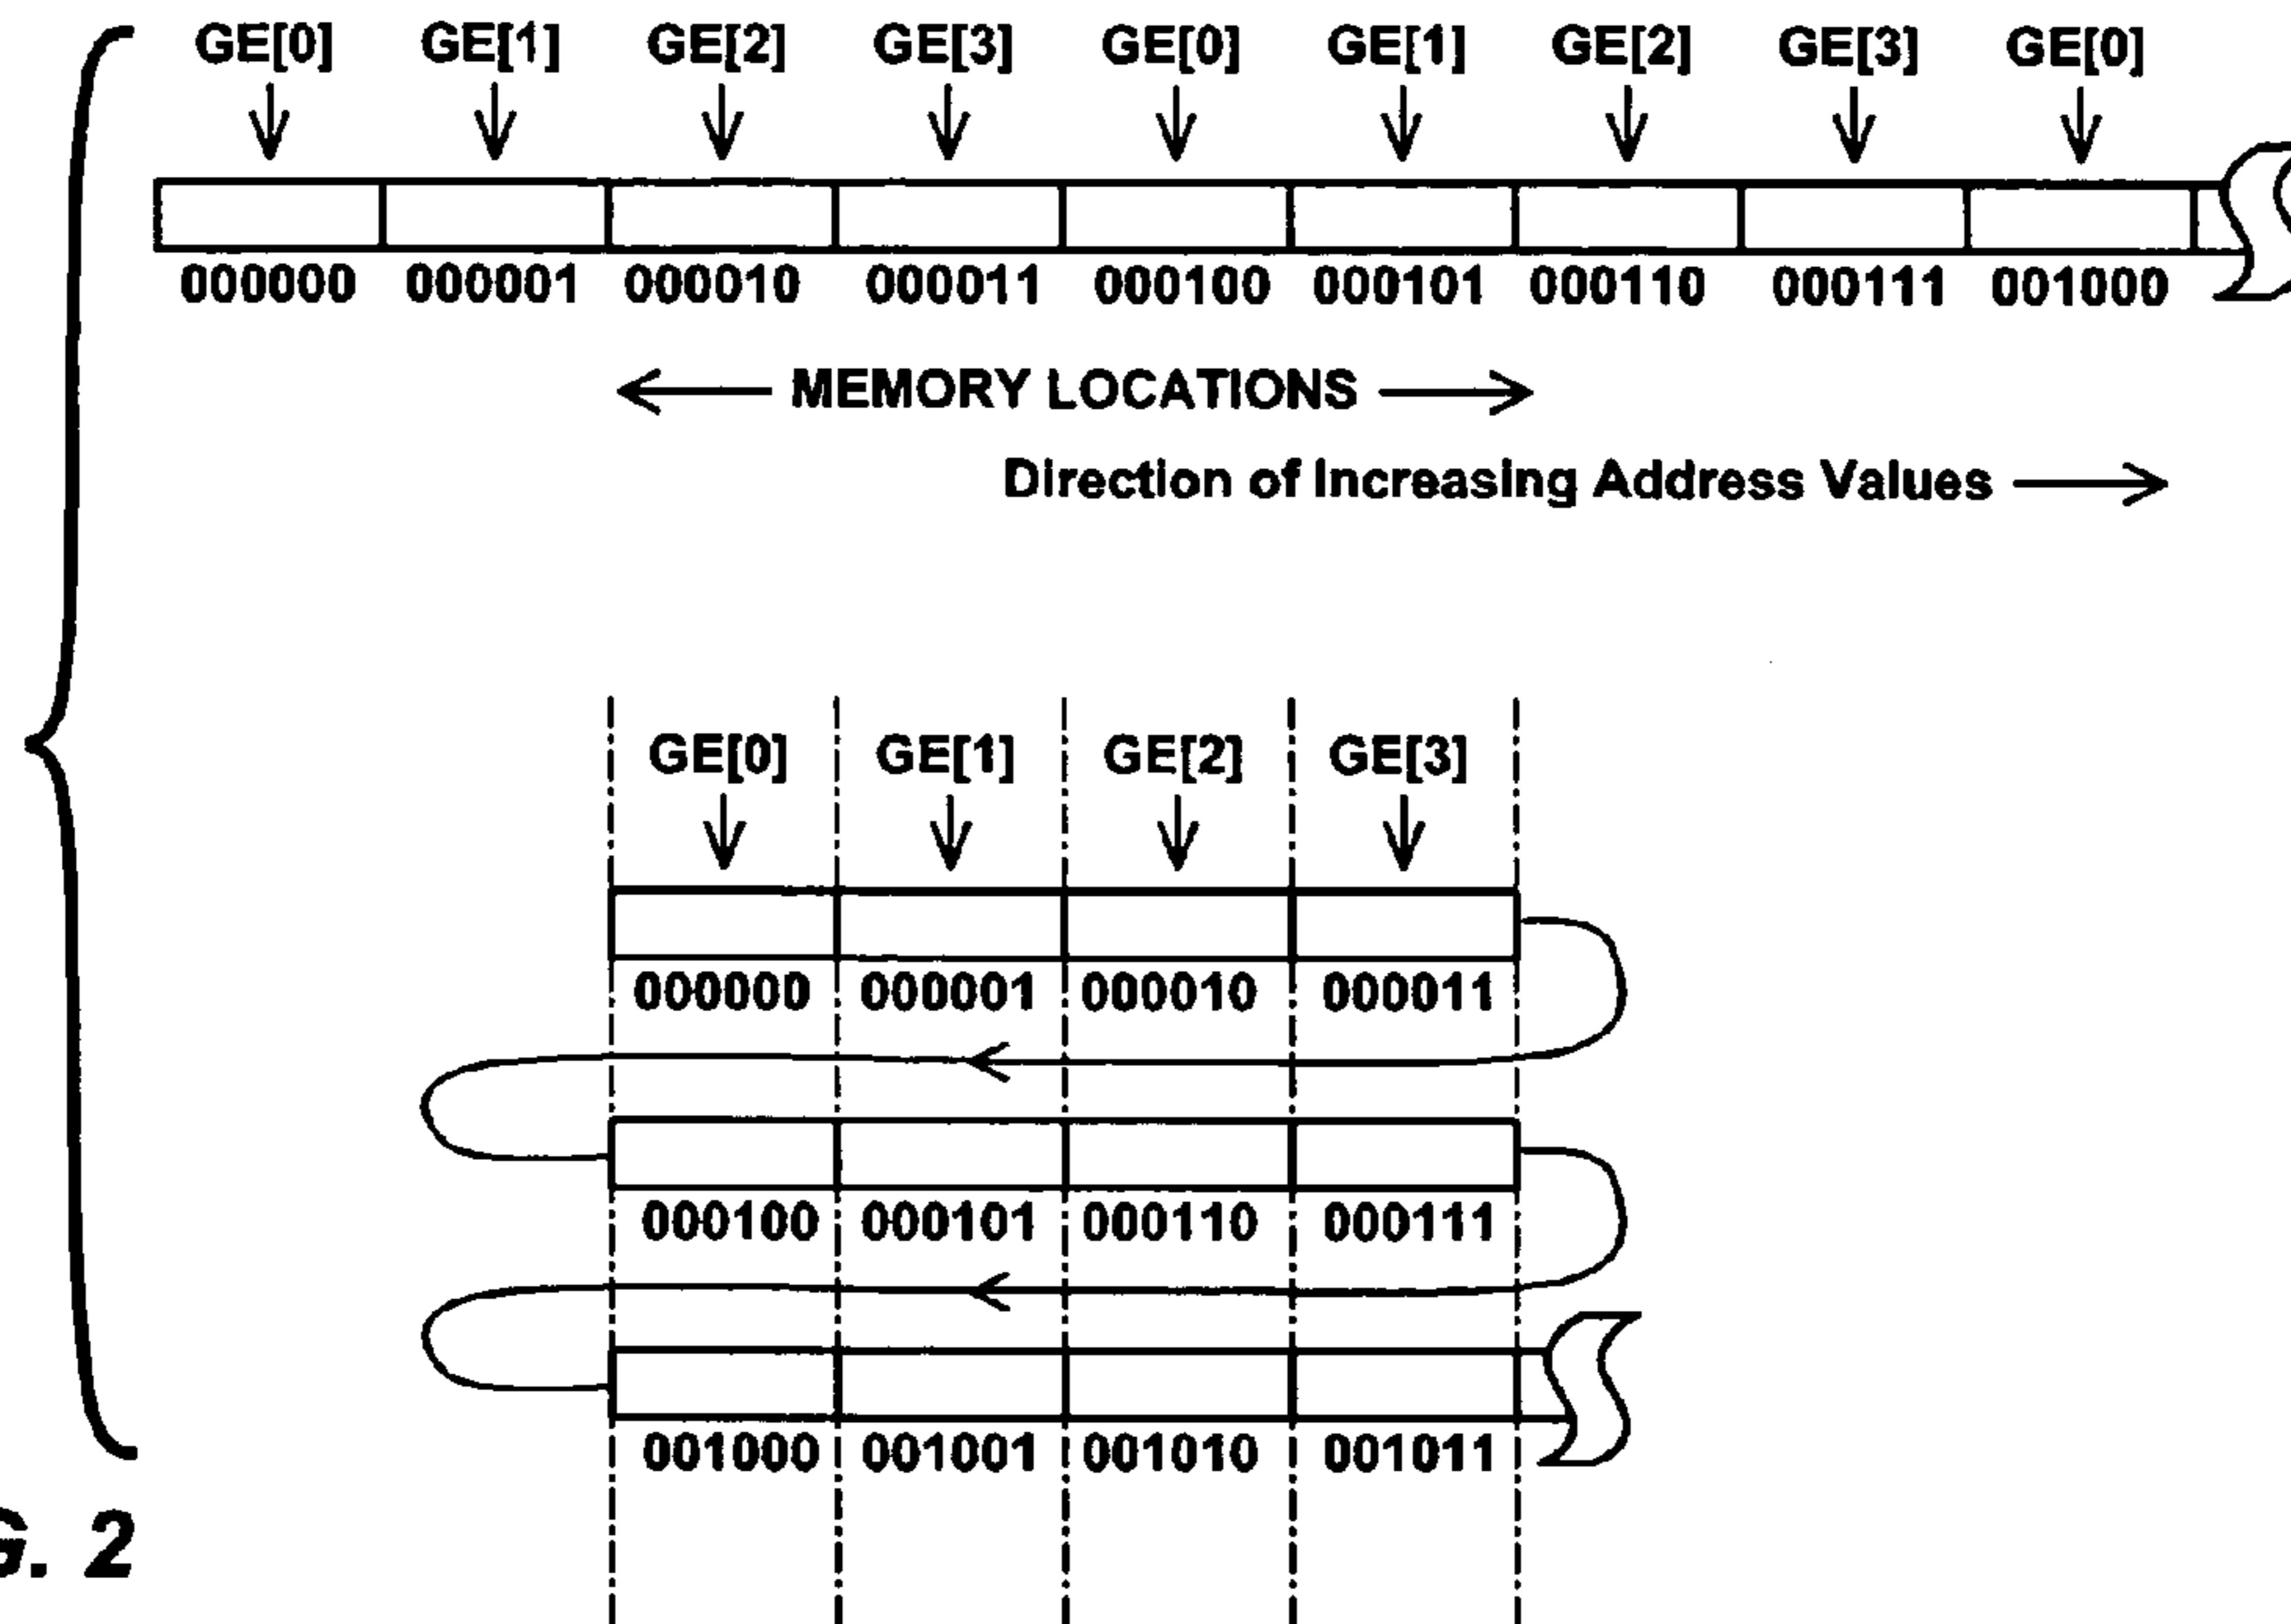 GE[0] GE[1] GE[2] GE[3] GE[0] GE[1] GE[2] GE[3] GE[0]
000000 000001 000010 000011 000100 000101 000110 000111 001000
MEMORY LOCATIONS
Direction of Increasing Address Values
GE[0] GE[1] GE[2] GE[3]
000000 000001 000010 000011
000100 000101 000110 000111
001000 001001 001010 001011
G. 2